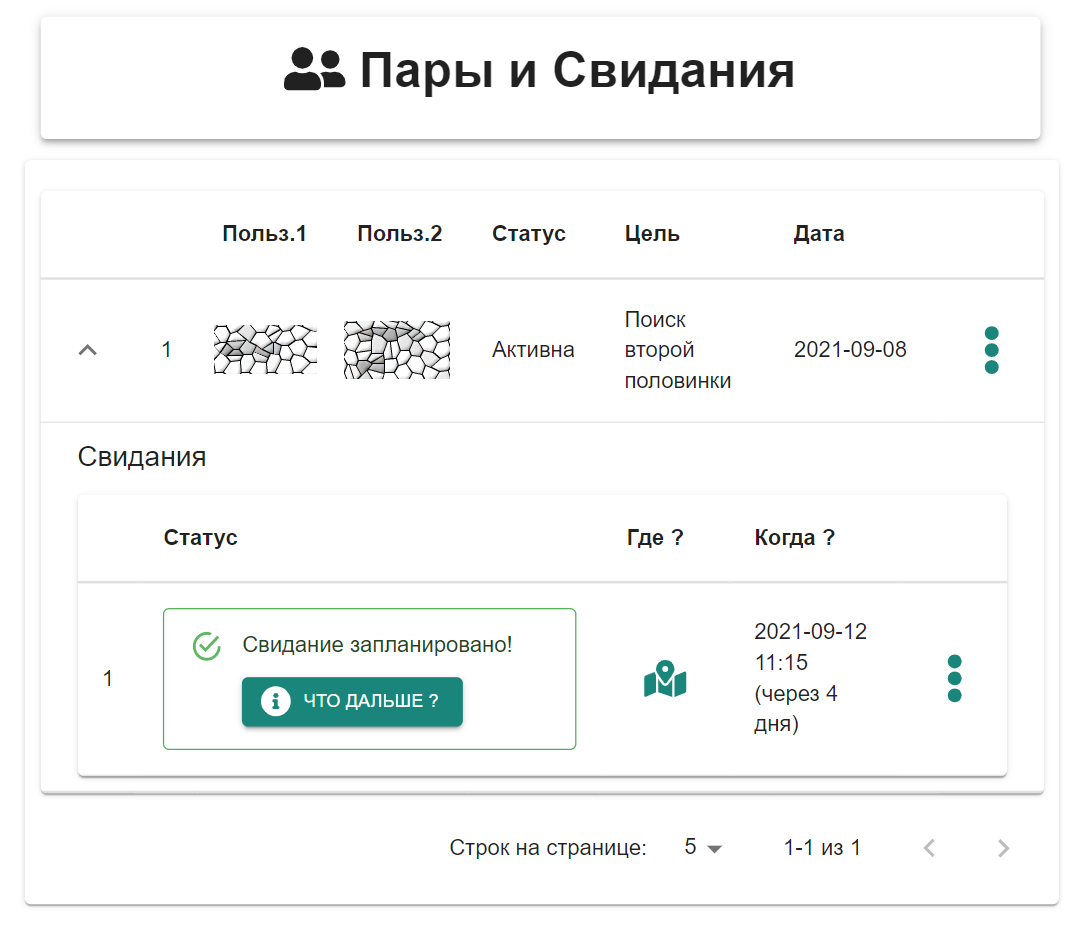 Пары и Свидания
Польз.1 Польз.2 Статус Цель Дата
1 Активна Поиск второй половинки 2021-09-08
Свидания
Статус Где ? Когда ?
1 Свидание запланировано! ЧТО ДАЛЬШЕ ? 2021-09-12 11:15 (через 4 дня)
Строк на странице: 5 1-1 из 1